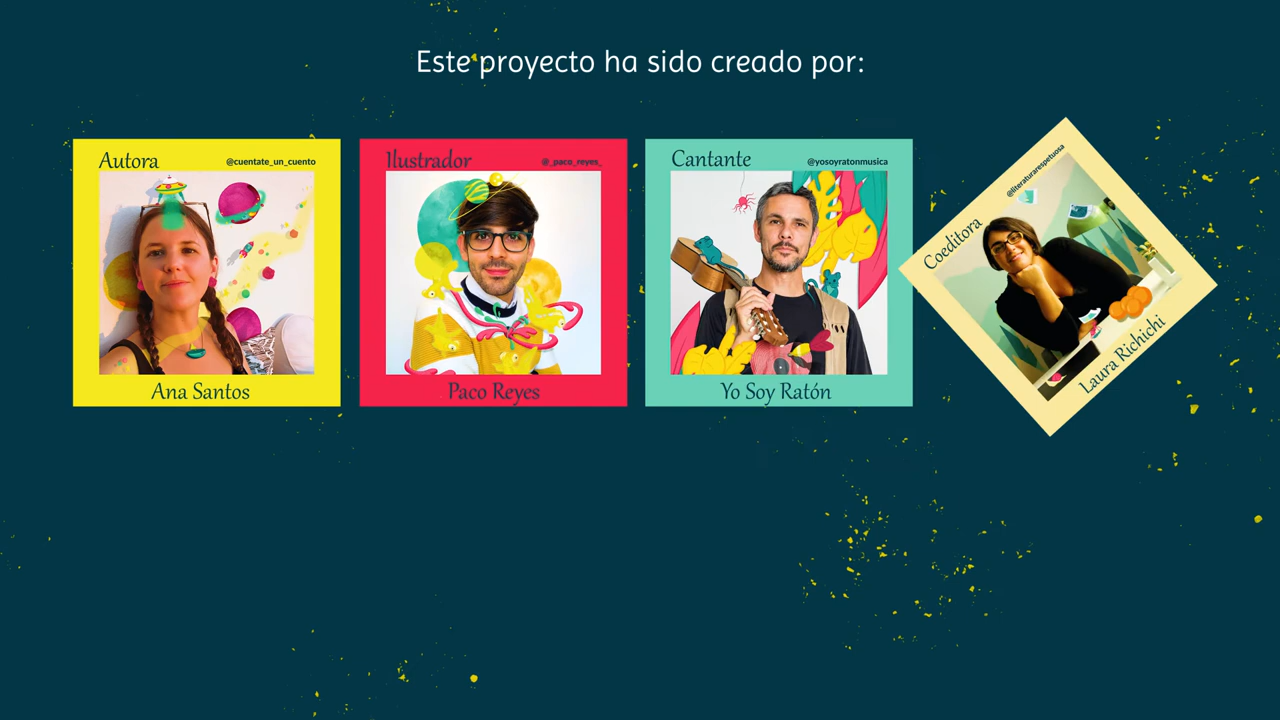 Este proyecto ha sido creado por:
Autora
@cuentate_un_cuento
Ana Santos
Ilustrador
@_paco_reyes_
Paco Reyes
Cantante
@yosoyratonmusica
Yo Soy Ratón
Coeditora
@literaturarespetuosa
Laura Richichi